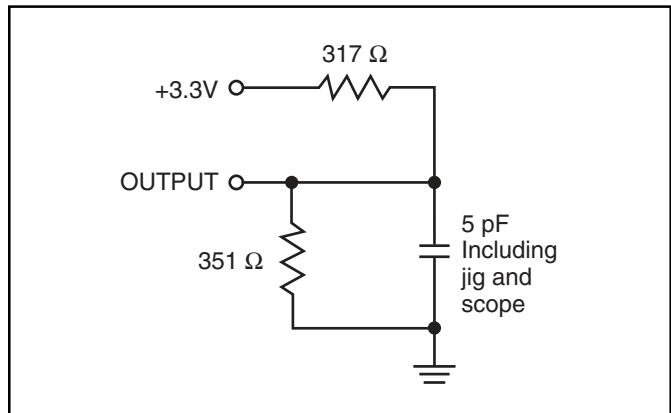 317 Ω
+3.3V
OUTPUT
351 Ω
5 pF
Including
jig and
scope